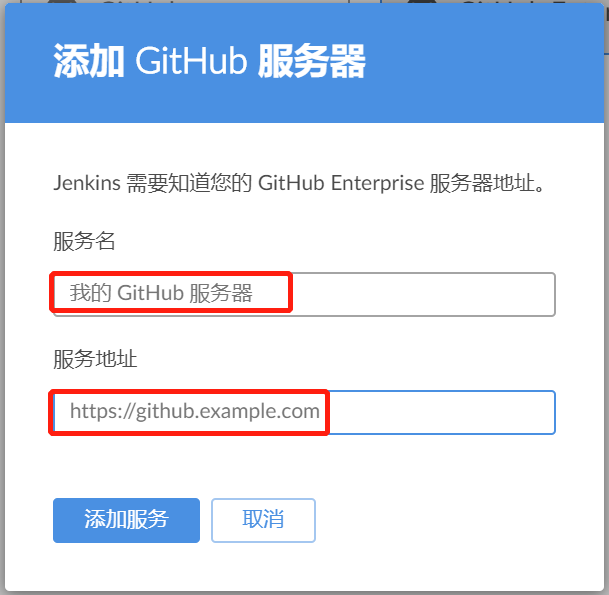 添加 GitHub 服务器
Jenkins 需要知道您的 GitHub Enterprise 服务器地址。
服务名
我的 GitHub 服务器
服务地址
https://github.example.com
添加服务 取消